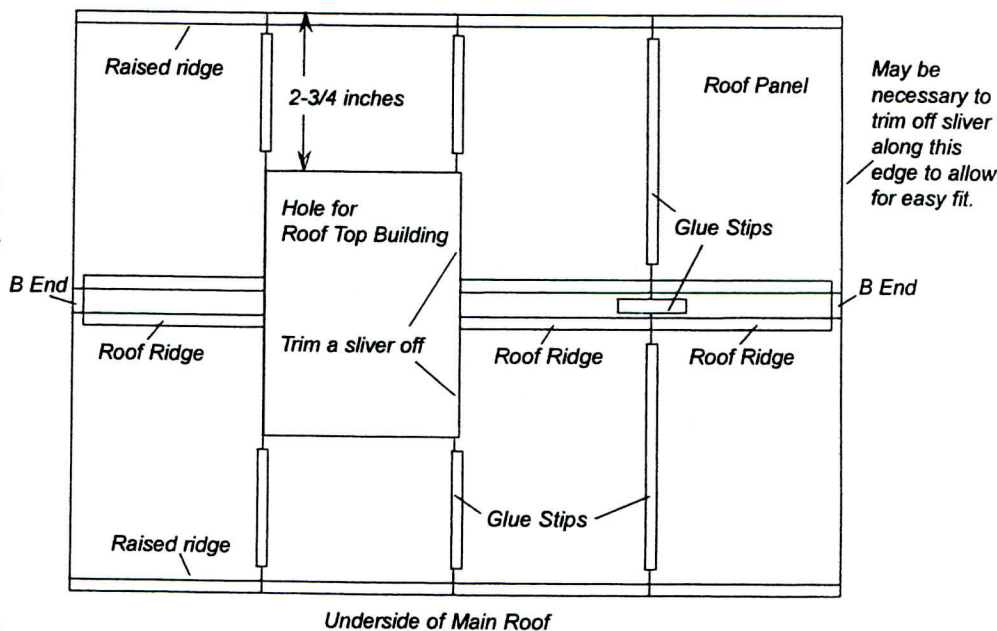 Raised ridge
2-3/4 inches
Roof Panel
May be
necessary to
trim off sliver
along this
edge to allow
for easy fit.
Hole for
Roof Top Building
Glue Stips
B End
B End
Roof Ridge
Trim a sliver off
Roof Ridge
Roof Ridge
Glue Stips
Raised ridge
Underside of Main Roof